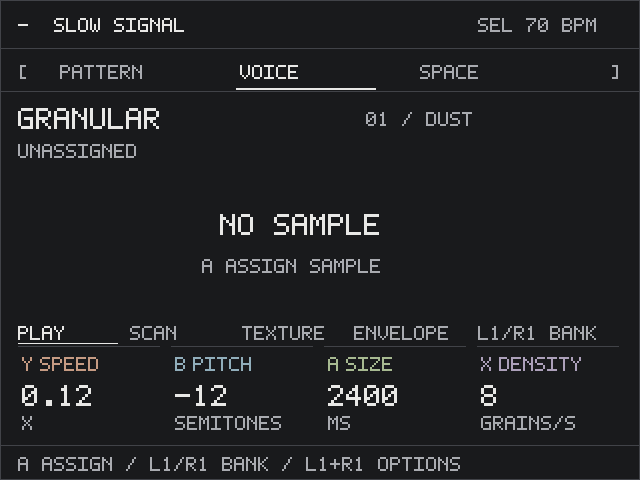 – SLOW SIGNAL SEL 70 BPM
[ PATTERN VOICE SPACE ]
GRANULAR 01 / DUST
UNASSIGNED
NO SAMPLE
A ASSIGN SAMPLE
PLAY SCAN TEXTURE ENVELOPE L1/R1 BANK
Y SPEED B PITCH A SIZE X DENSITY
0.12 -12 2400 8
X SEMITONES MS GRAINS/S
A ASSIGN / L1/R1 BANK / L1+R1 OPTIONS